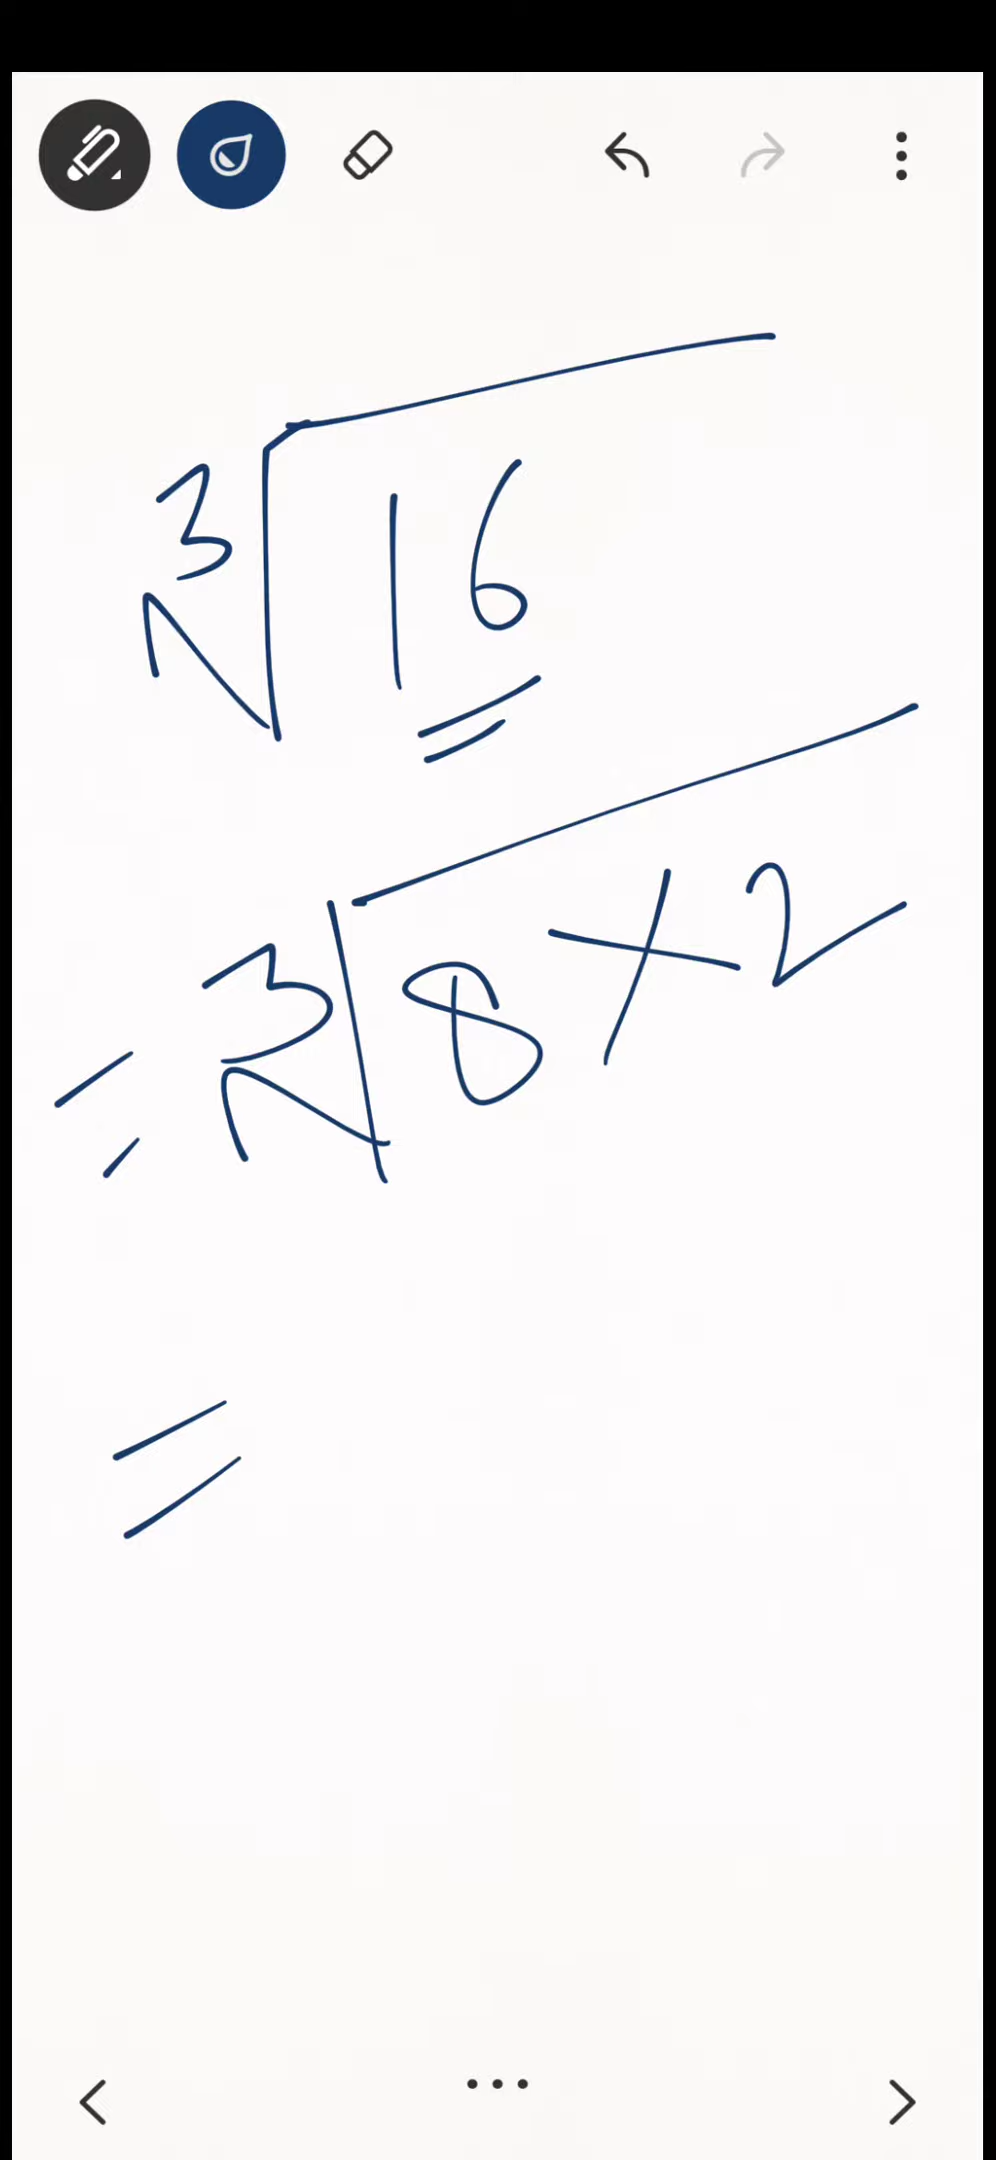 ∛16
= ∛8×2
=